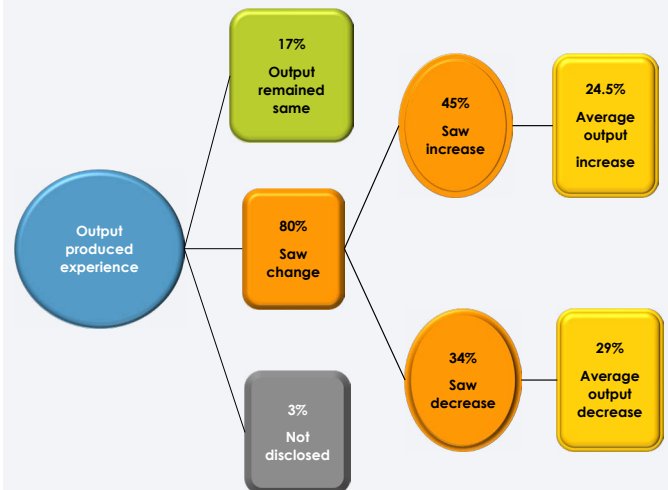 Output
produced
experience
17%
Output
remained
same
80%
Saw
change
3%
Not
disclosed
45%
Saw
increase
24.5%
Average
output
increase
34%
Saw
decrease
29%
Average
output
decrease